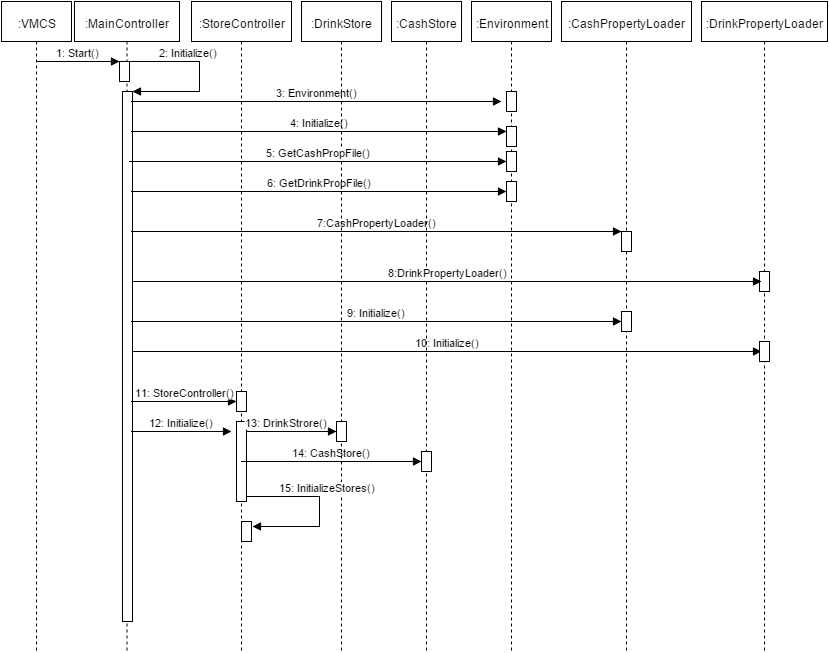 :VMCS
:MainController
:StoreController
:DrinkStore
:CashStore
:Environment
:CashPropertyLoader
:DrinkPropertyLoader
1: Start()
2: Initialize()
3: Environment()
4: Initialize()
5: GetCashPropFile()
6: GetDrinkPropFile()
7:CashPropertyLoader()
8:DrinkPropertyLoader()
9: Initialize()
10: Initialize()
11: StoreController()
12: Initialize()
13: DrinkStrore()
14: CashStore()
15: InitializeStores()